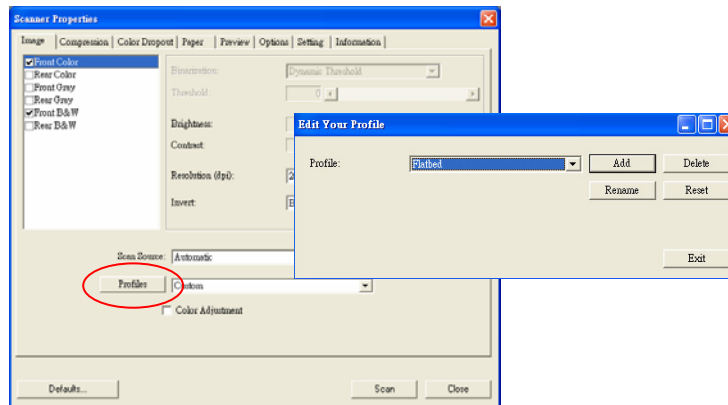 Scanner Properties
Image Compression Color Dropout Paper Preview Options Setting Information
Front Color
Rear Color
Front Gray
Rear Gray
Front B&W
Rear B&W
Binarization: Dynamic Threshold
Threshold: 0
Brightness:
Contrast:
Resolution (dpi): 2
Invert:
Scan Source: Automatic
Profiles Custom
Color Adjustment
Defaults... Scan Close
Edit Your Profile
Profile: Flatbed Add Delete
Rename Reset
Exit